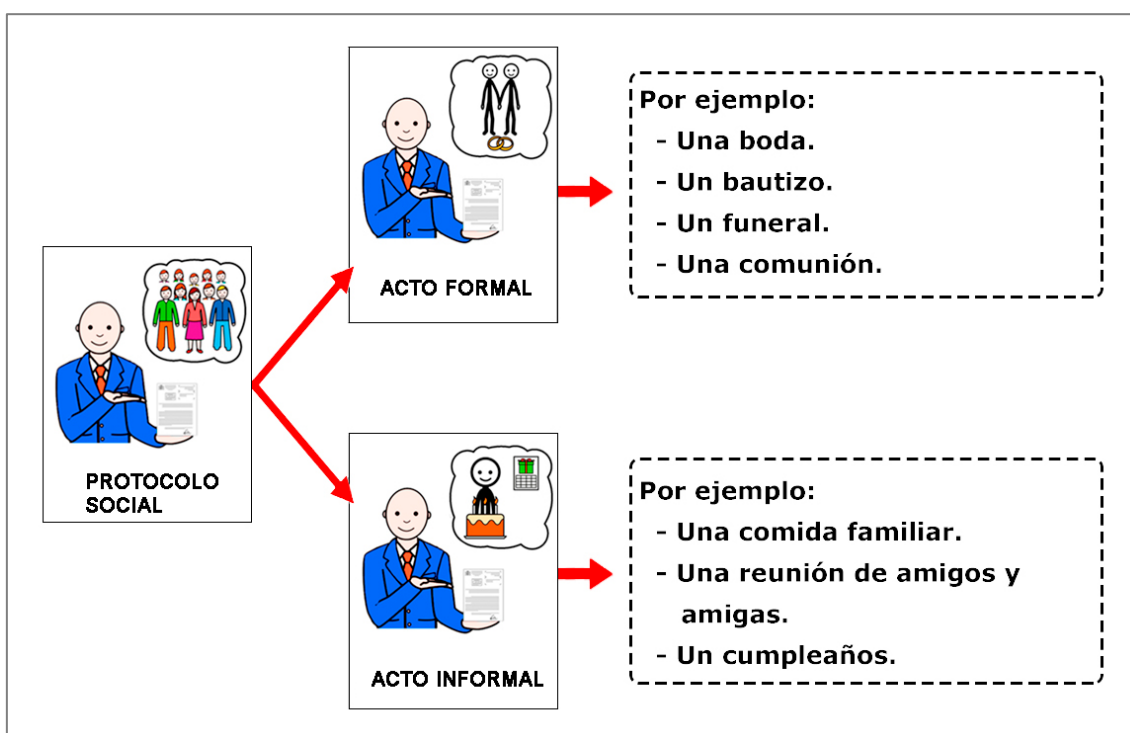 PROTOCOLO
SOCIAL
ACTO FORMAL
Por ejemplo:
- Una boda.
- Un bautizo.
- Un funeral.
- Una comunión.
ACTO INFORMAL
Por ejemplo:
- Una comida familiar.
- Una reunión de amigos y
amigas.
- Un cumpleaños.